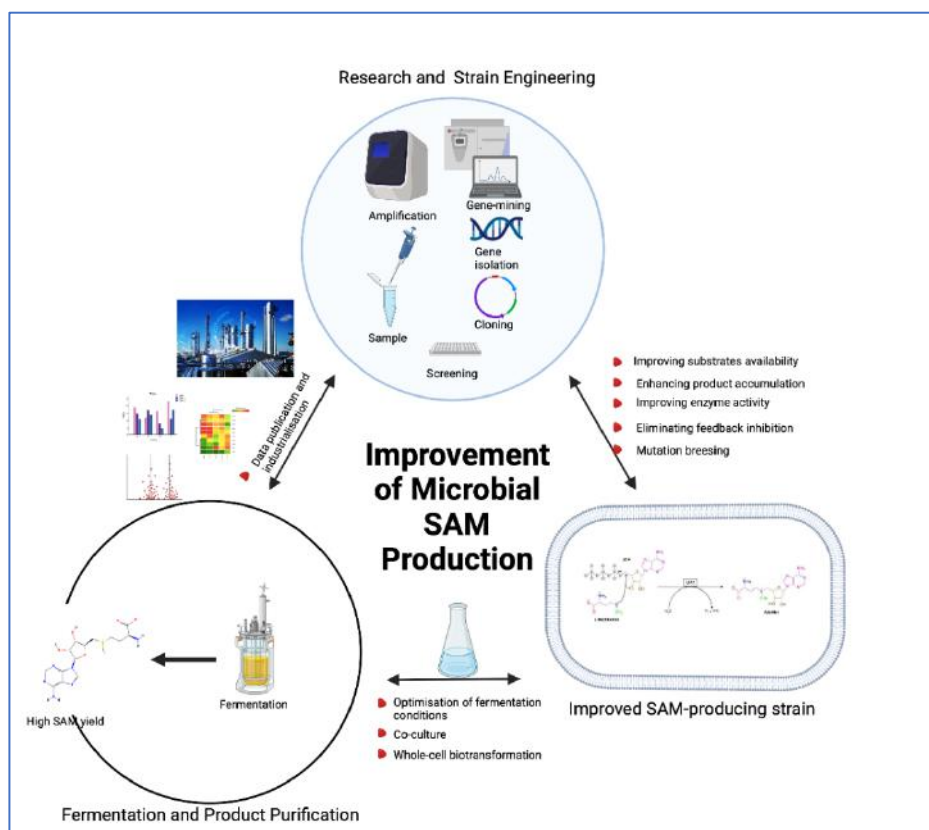 Research and Strain Engineering
Amplification
Gene-mining
Gene
isolation
Sample
Cloning
Screening
Data publication and
industrialisation
Improving substrates availability
Enhancing product accumulation
Improving enzyme activity
Eliminating feedback inhibition
Mutation breesing
Improvement
of Microbial
SAM
Production
High SAM yield
Fermentation
Optimisation of fermentation
conditions
Co-culture
Whole-cell biotransformation
Improved SAM-producing strain
Fermentation and Product Purification